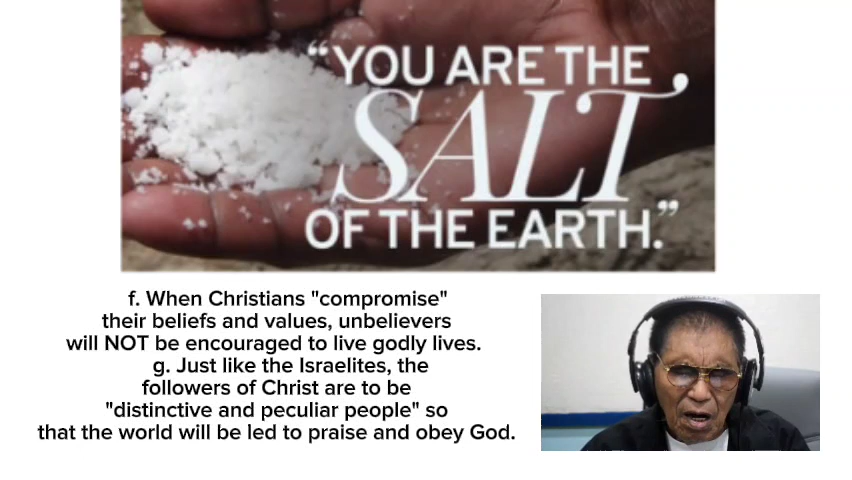 “YOU ARE THE
SALT
OF THE EARTH.”
f. When Christians "compromise"
their beliefs and values, unbelievers
will NOT be encouraged to live godly lives.
g. Just like the Israelites, the
followers of Christ are to be
"distinctive and peculiar people" so
that the world will be led to praise and obey God.